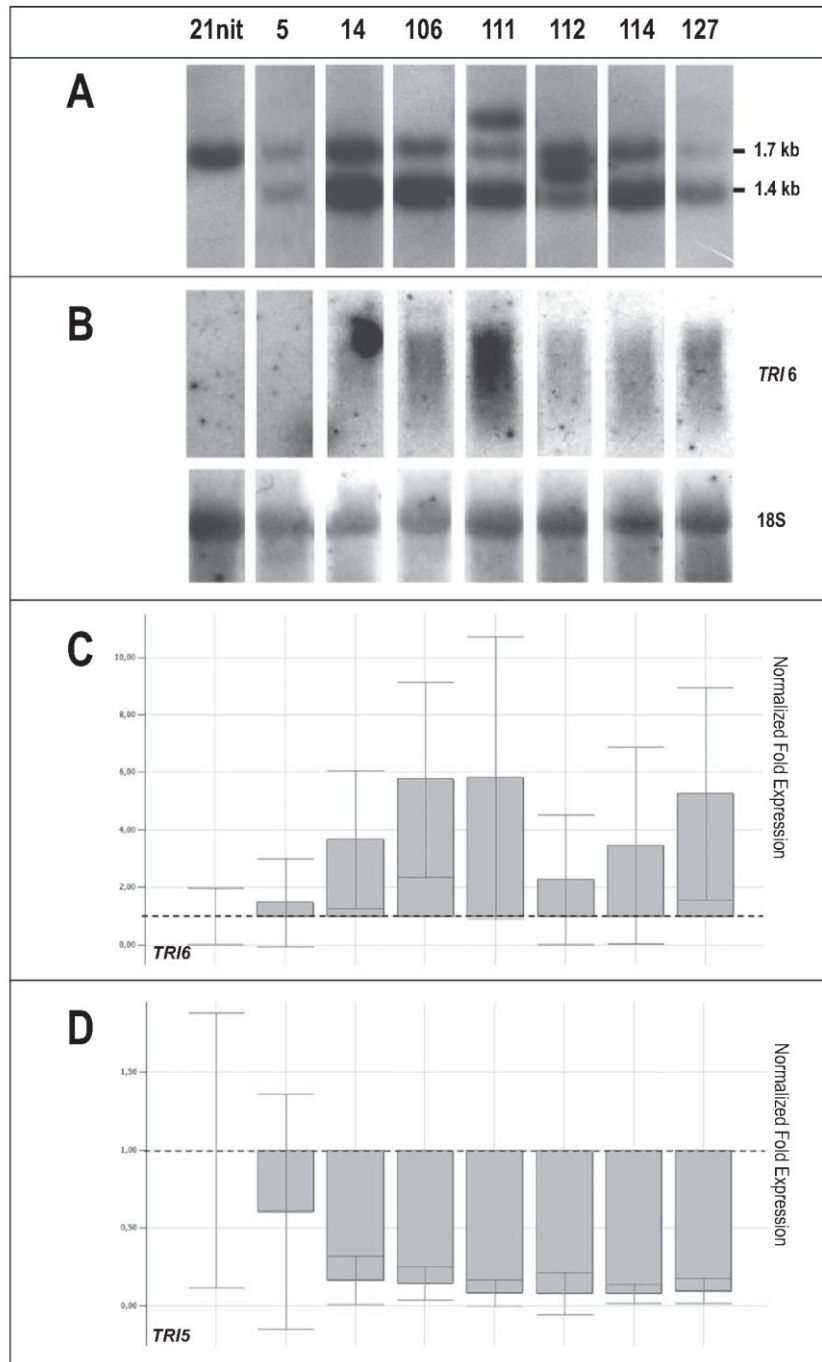 21nit 5 14 106 111 112 114 127
A
1.7 kb
1.4 kb
B
TRI 6
18S
C
10,00
8,00
6,00
4,00
2,00
0,00
TRI6
Normalized Fold Expression
D
1,50
1,00
0,50
0,00
TRI5
Normalized Fold Expression